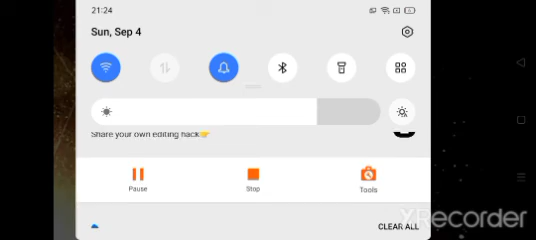 21:24
Sun, Sep 4
Share your own editing hack👉
Pause
Stop
Tools
CLEAR ALL
XRecorder